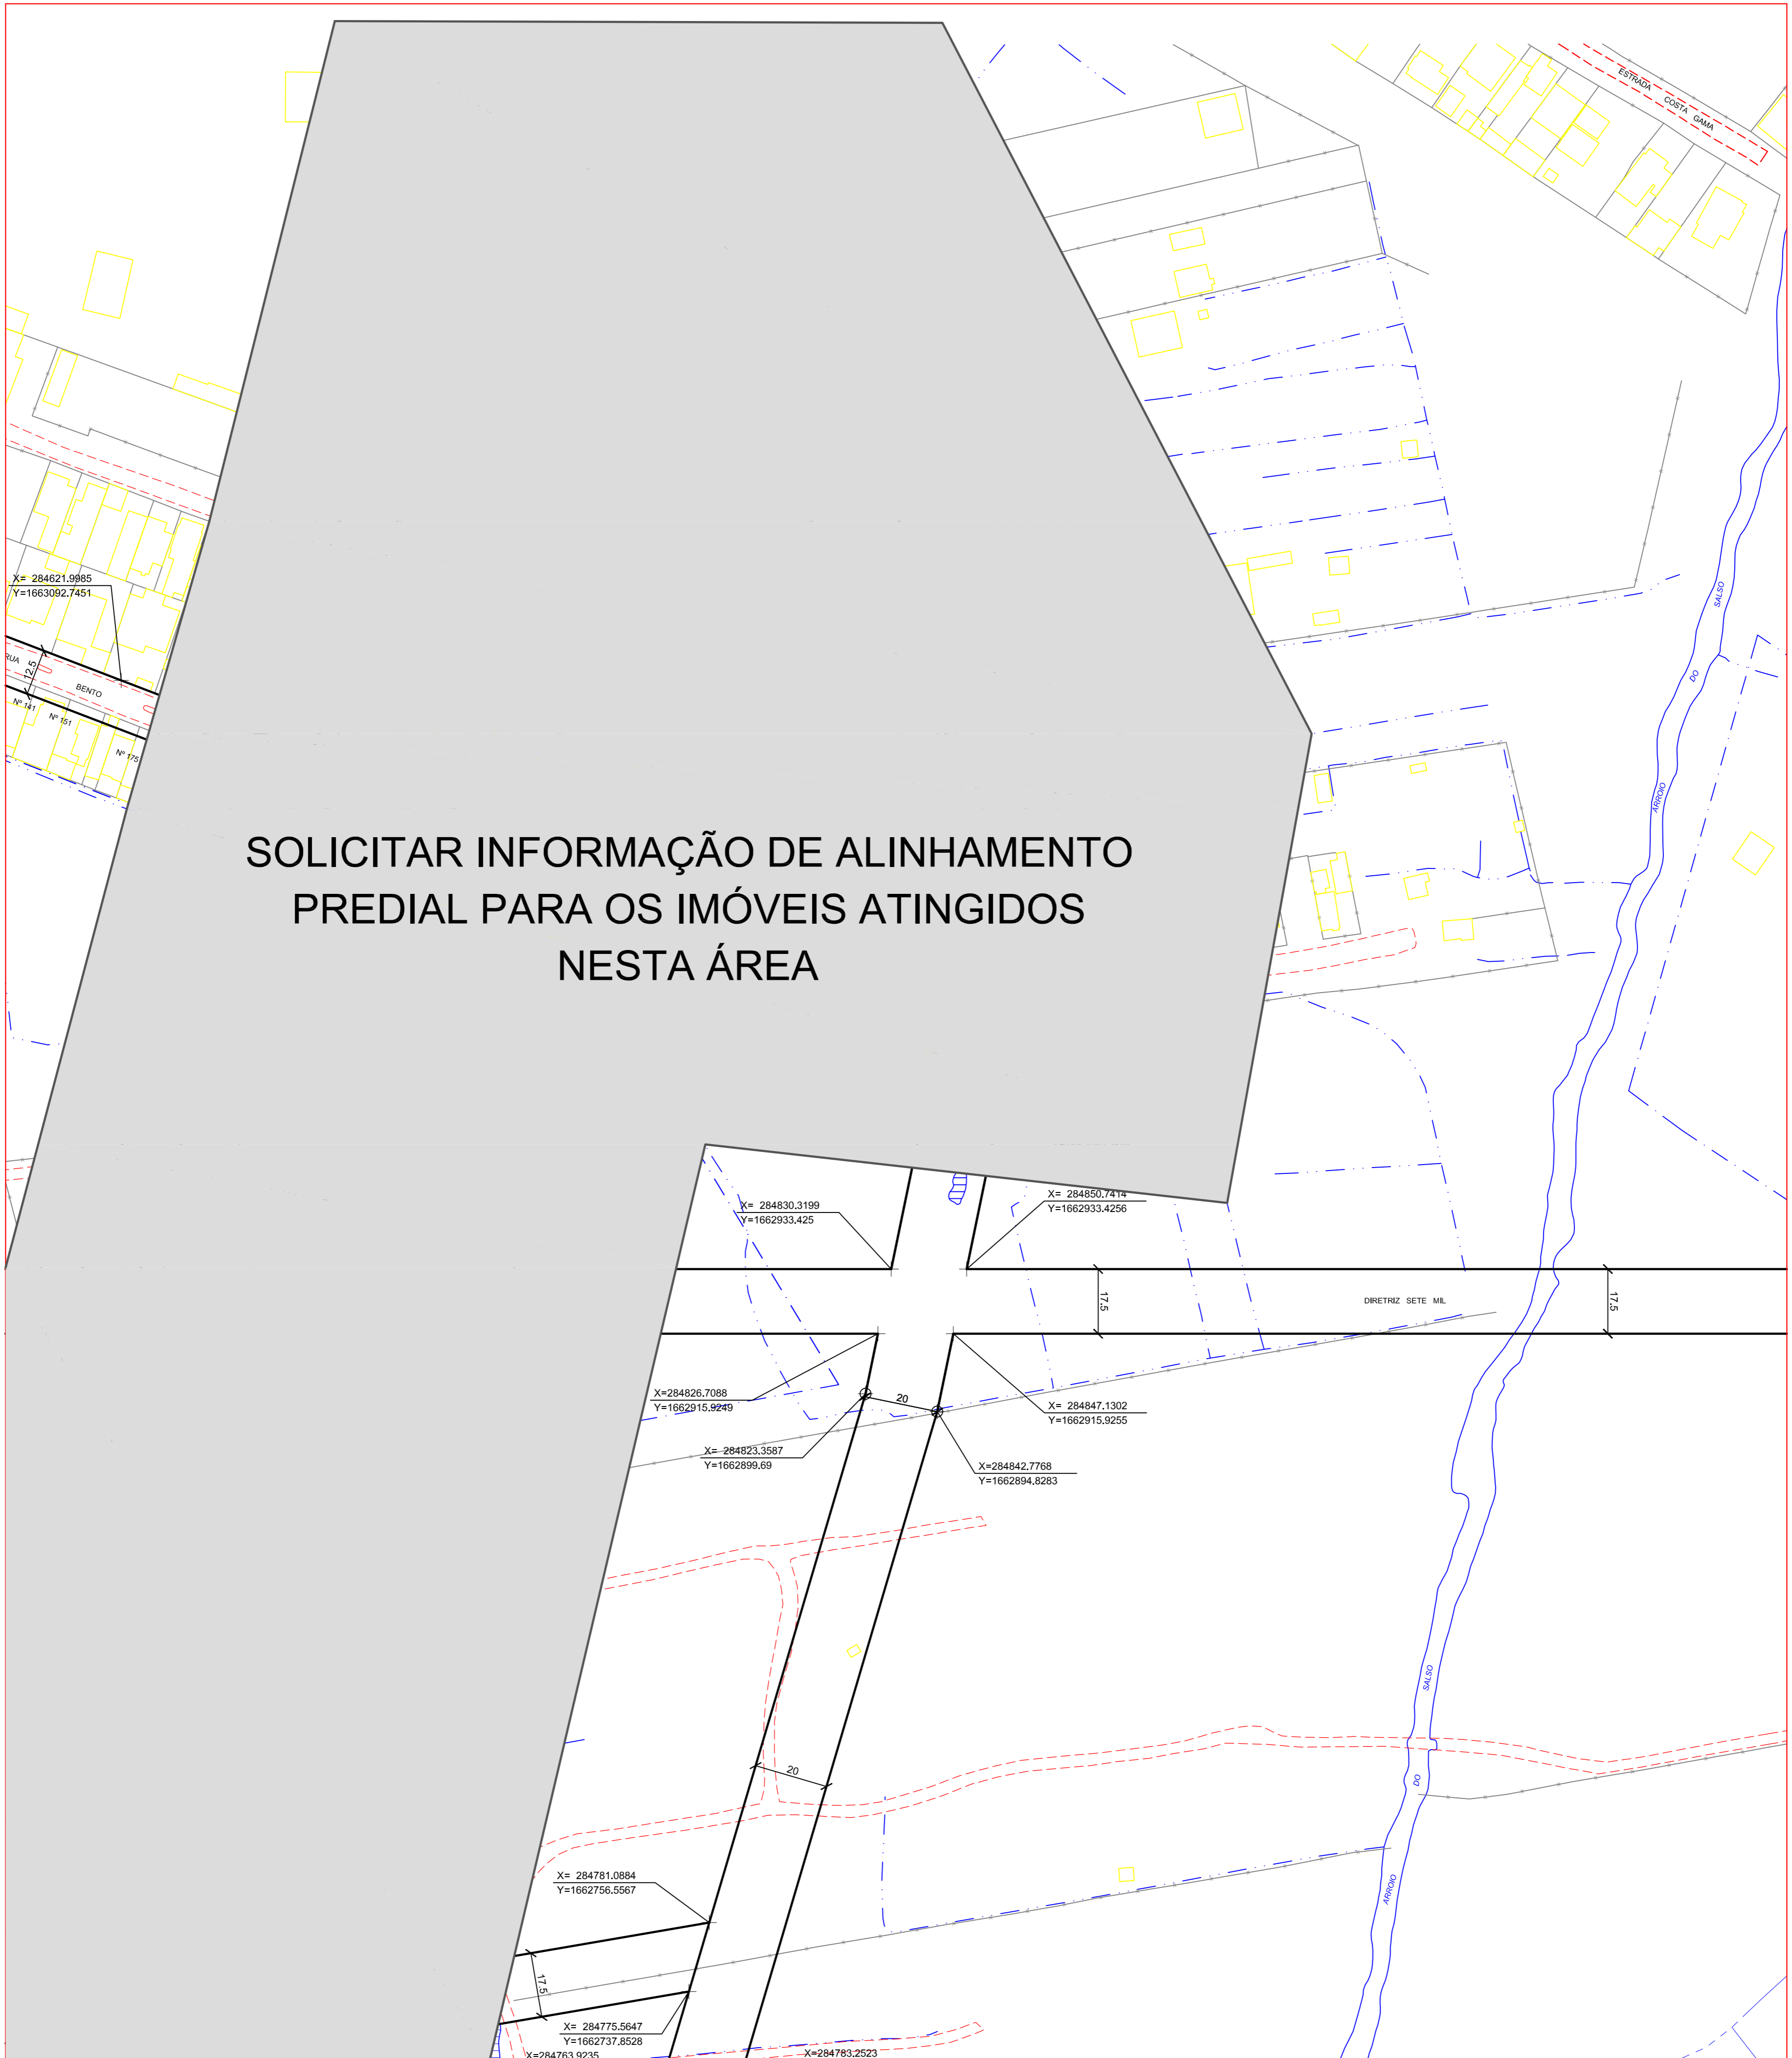 ESTRADA COSTA GAMA
X= 284621.9985
Y=1663092.7451
RUA BENTO
12.5
Nº 141
Nº 151
Nº 175
SALSO
DO
ARROIO
SOLICITAR INFORMAÇÃO DE ALINHAMENTO
PREDIAL PARA OS IMÓVEIS ATINGIDOS
NESTA ÁREA
X= 284830.3199
Y=1662933.425
X= 284850.7414
Y=1662933.4256
17.5
DIRETRIZ SETE MIL
17.5
X=284826.7088
Y=1662915.9249
20
X= 284847.1302
Y=1662915.9255
X= 284823.3587
Y=1662899.69
X=284842.7768
Y=1662894.8283
SALSO
DO
ARROIO
20
X= 284781.0884
Y=1662756.5567
17.5
X= 284775.5647
Y=1662737.8528
X=284763.9235
X=284783.2523